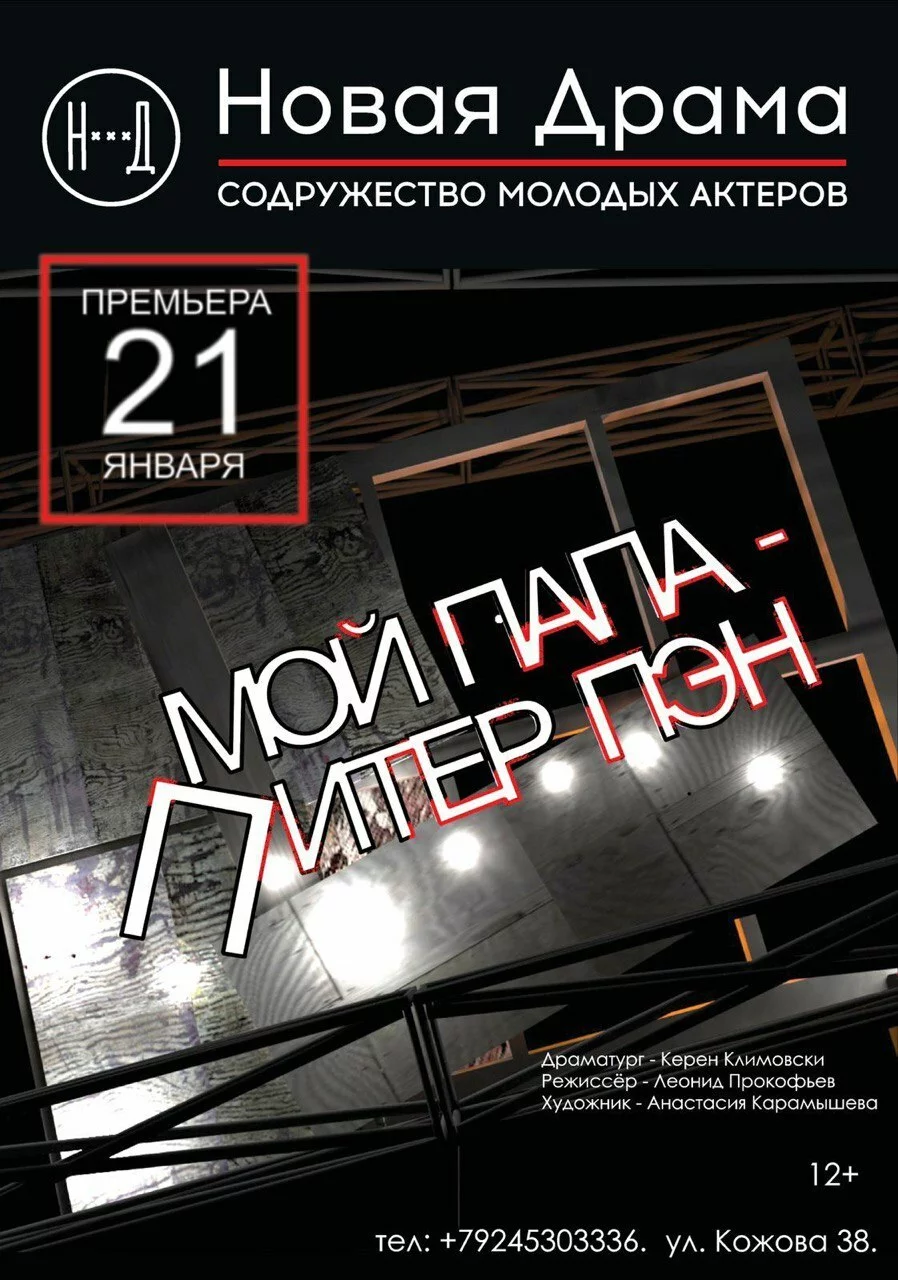 Н×××Д
Новая Драма
СОДРУЖЕСТВО МОЛОДЫХ АКТЕРОВ
ПРЕМЬЕРА
21
ЯНВАРЯ
МОЙ ПАПА -
ПИТЕР ПЭН
Драматург - Керен Климовски
Режиссёр - Леонид Прокофьев
Художник - Анастасия Карамышева
12+
тел: +79245303336. ул. Кожова 38.